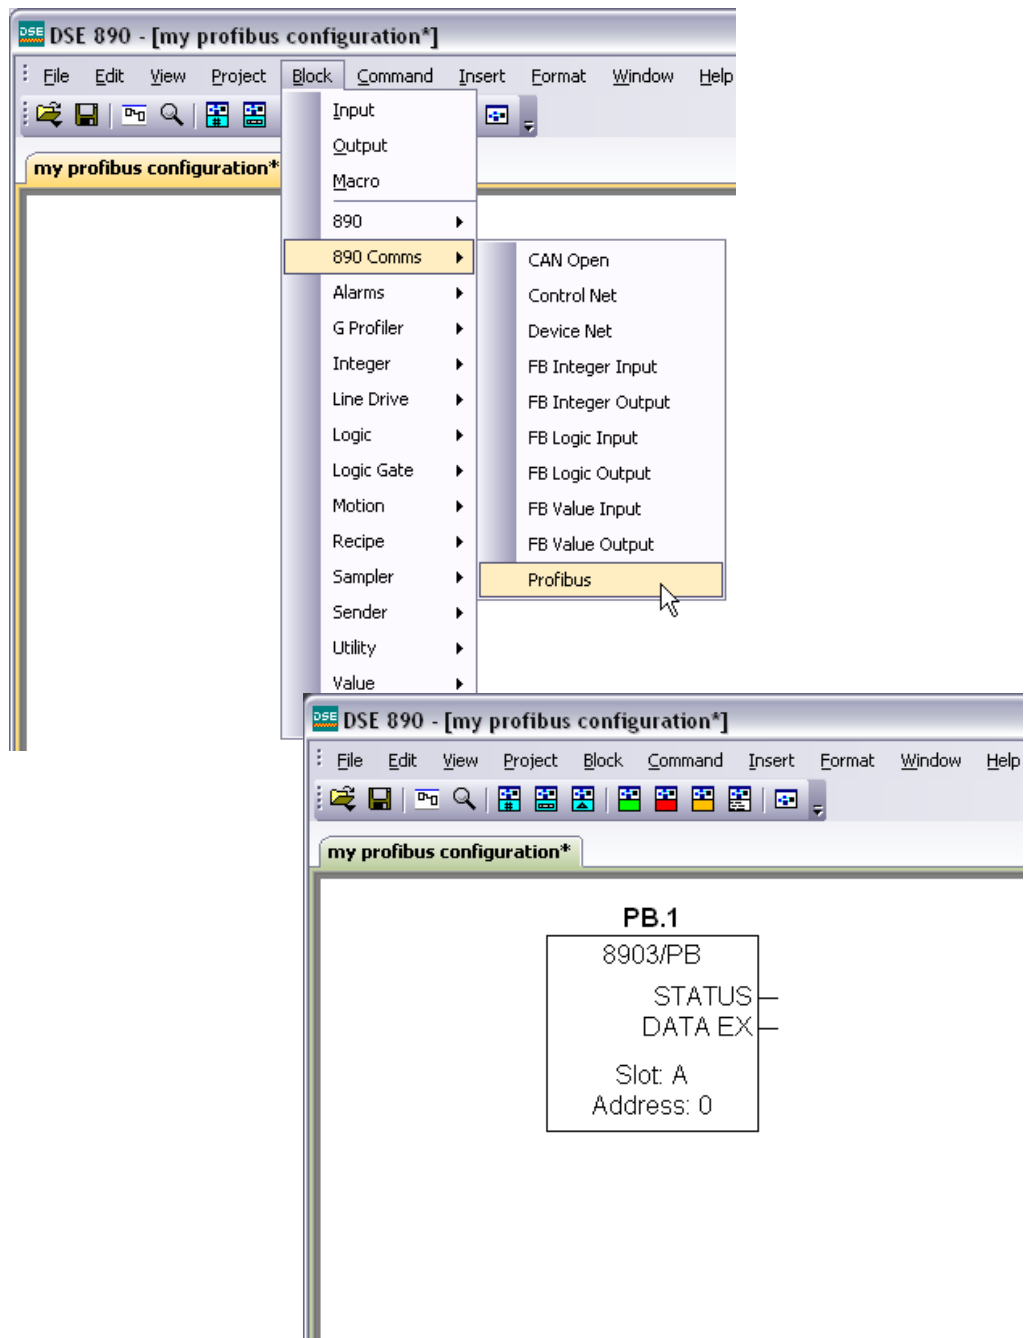 DSE DSE 890 - [my profibus configuration*]
File Edit View Project Block Command Insert Format Window Help
my profibus configuration*
Input
Output
Macro
890
890 Comms
Alarms
G Profiler
Integer
Line Drive
Logic
Logic Gate
Motion
Recipe
Sampler
Sender
Utility
Value
CAN Open
Control Net
Device Net
FB Integer Input
FB Integer Output
FB Logic Input
FB Logic Output
FB Value Input
FB Value Output
Profibus
DSE DSE 890 - [my profibus configuration*]
File Edit View Project Block Command Insert Format Window Help
my profibus configuration*
PB.1
8903/PB
STATUS
DATA EX
Slot: A
Address: 0